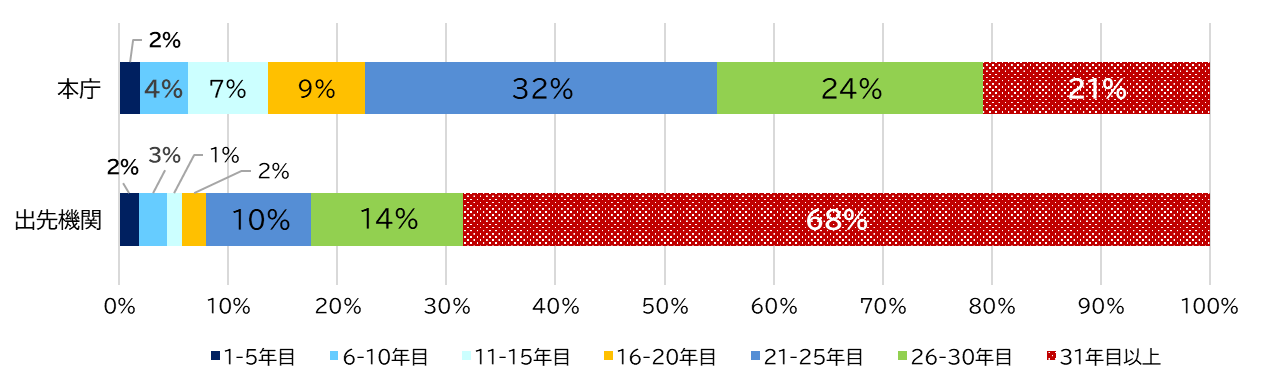 2%
本庁 4% 7% 9% 32% 24% 21%
2% 3% 1% 2%
出先機関 10% 14% 68%
0% 10% 20% 30% 40% 50% 60% 70% 80% 90% 100%
1-5年目 6-10年目 11-15年目 16-20年目 21-25年目 26-30年目 31年目以上